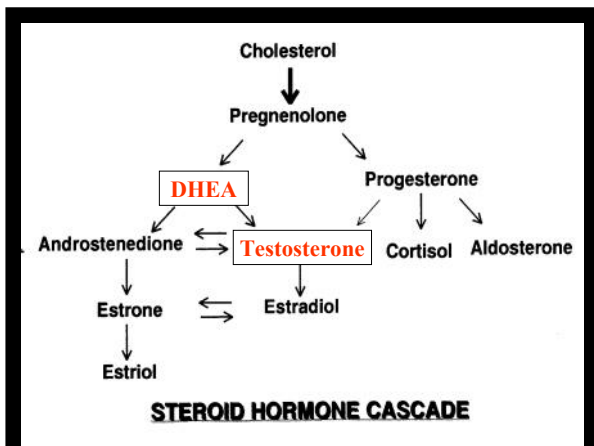 Cholesterol
Pregnenolone
DHEA
Progesterone
Androstenedione
Testosterone
Cortisol
Aldosterone
Estrone
Estradiol
Estriol
STEROID HORMONE CASCADE